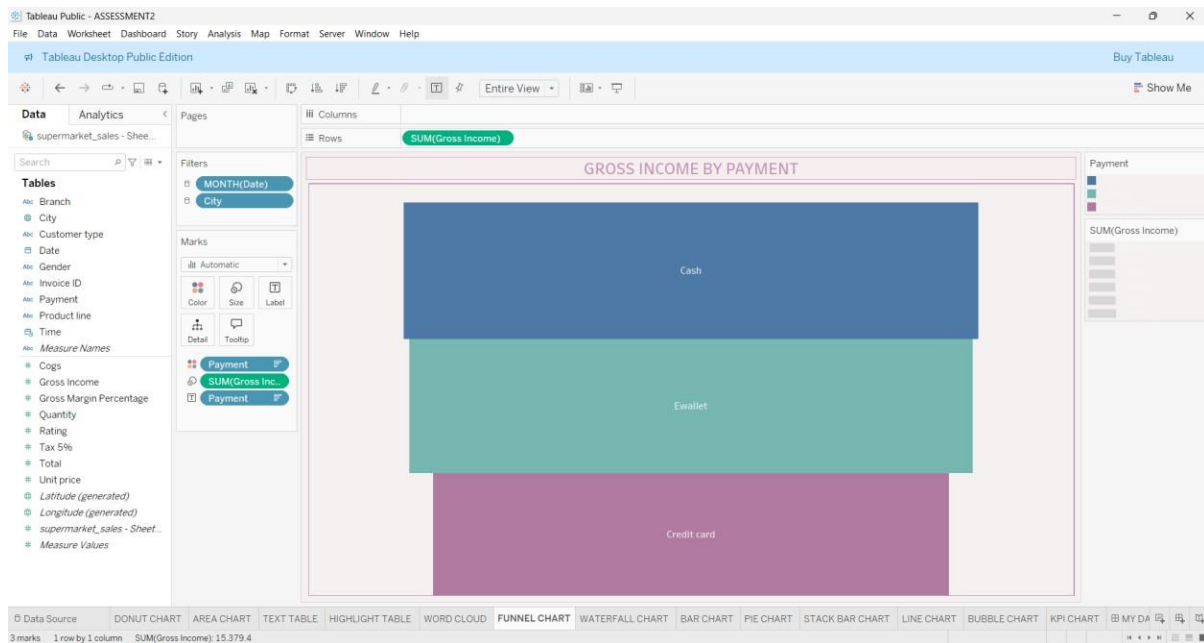 Tableau Public - ASSESSMENT2
File Data Worksheet Dashboard Story Analysis Map Format Server Window Help
Tableau Desktop Public Edition
Buy Tableau
Entire View
Show Me
Data Analytics
Pages
Columns
supermarket_sales - Shee...
Rows
SUM(Gross Income)
Search
Filters
GROSS INCOME BY PAYMENT
Payment
Tables
MONTH(Date)
City
Abc Branch
City
Abc Customer type
Date
Abc Gender
Abc Invoice ID
Abc Payment
Abc Product line
Time
Abc Measure Names
Cogs
Gross Income
Gross Margin Percentage
Quantity
Rating
Tax 5%
Total
Unit price
Latitude (generated)
Longitude (generated)
supermarket_sales - Sheet...
Measure Values
Marks
Automatic
Color Size Label
Detail Tooltip
Payment
SUM(Gross Inc..
Payment
Cash
Ewallet
Credit card
SUM(Gross Income)
Data Source DONUT CHART AREA CHART TEXT TABLE HIGHLIGHT TABLE WORD CLOUD FUNNEL CHART WATERFALL CHART BAR CHART PIE CHART STACK BAR CHART LINE CHART BUBBLE CHART KPI CHART MY DA
3 marks 1 row by 1 column SUM(Gross Income): 15,379.4